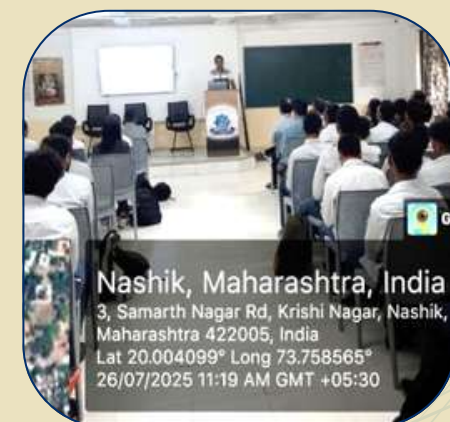 Nashik, Maharashtra, India
3, Samarth Nagar Rd, Krishi Nagar, Nashik,
Maharashtra 422005, India
Lat 20.004099° Long 73.758565°
26/07/2025 11:19 AM GMT +05:30